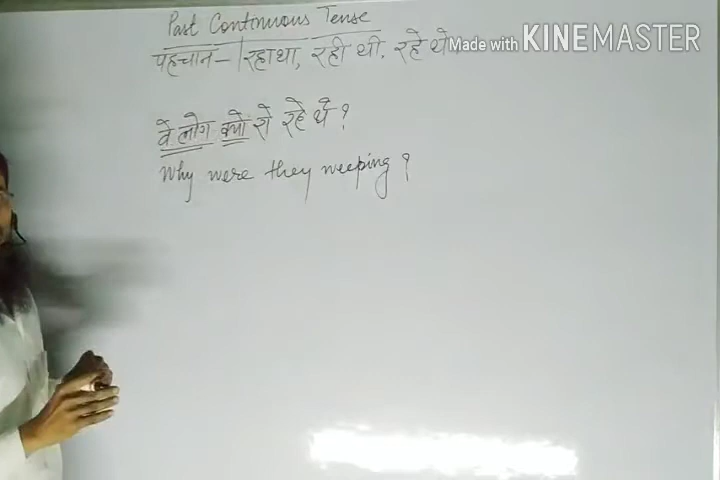 Past Continuous Tense
पहचान - रहा था, रही थी, रहे थे
Made with KINEMASTER
वे लोग क्यों रो रहे थे ?
Why were they weeping ?